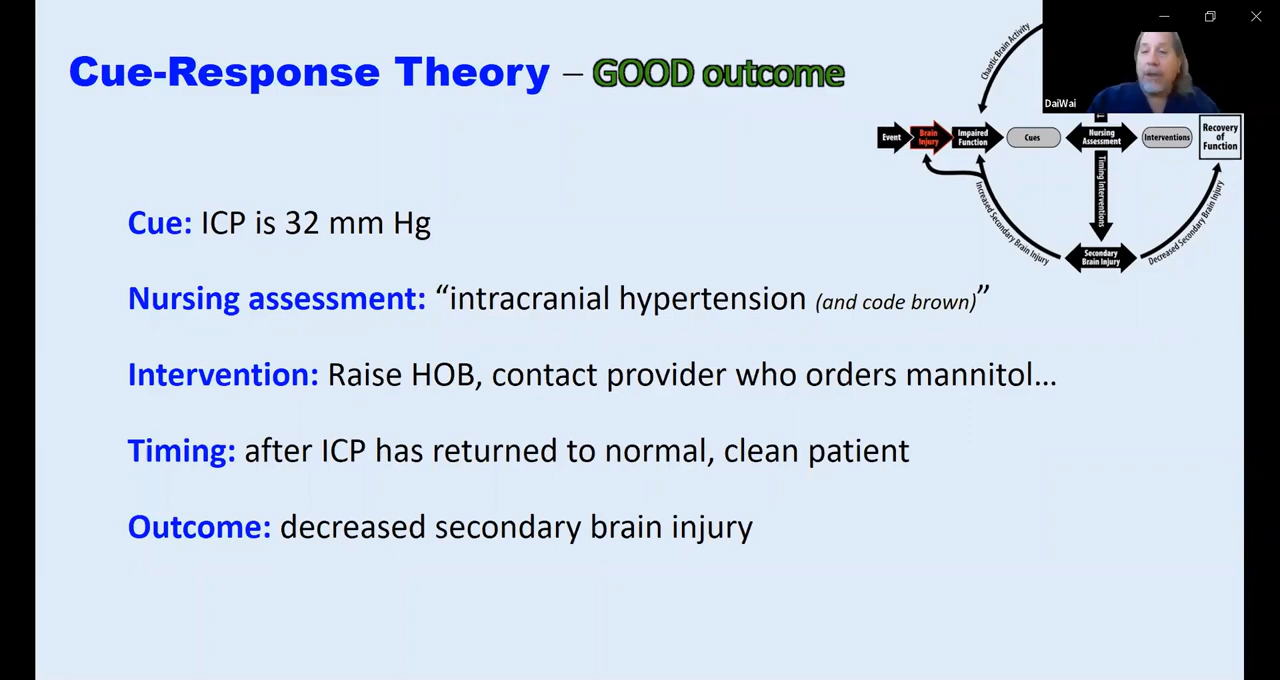 Cue-Response Theory – GOOD outcome
Cue: ICP is 32 mm Hg
Nursing assessment: “intracranial hypertension (and code brown)”
Intervention: Raise HOB, contact provider who orders mannitol...
Timing: after ICP has returned to normal, clean patient
Outcome: decreased secondary brain injury
DaiWai
Chaotic Brain Activity
Event
Brain
Injury
Impaired
Function
Cues
Nursing
Assessment
Interventions
Recovery
of
Function
Timing Interventions
Increased Secondary Brain Injury
Secondary
Brain Injury
Decreased Secondary Brain Injury